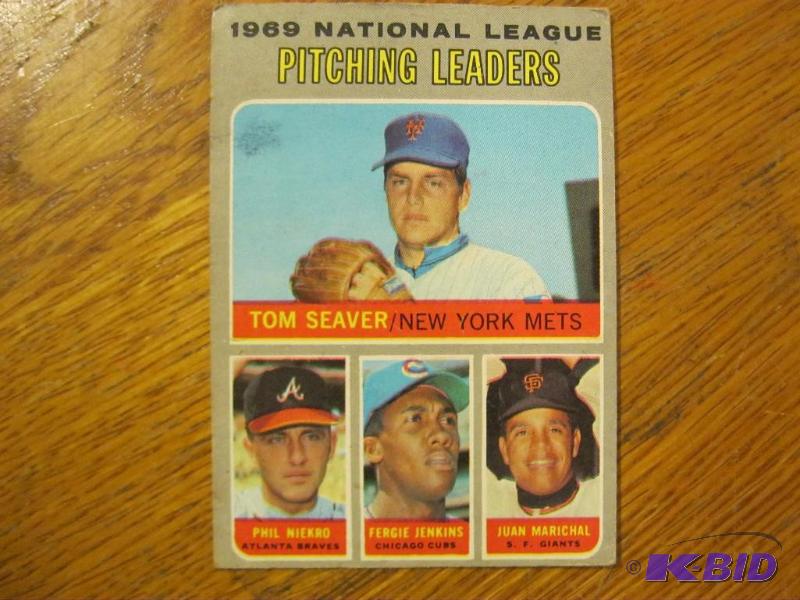 1969 NATIONAL LEAGUE
PITCHING LEADERS
TOM SEAVER/NEW YORK METS
PHIL NIEKRO
ATLANTA BRAVES
FERGIE JENKINS
CHICAGO CUBS
JUAN MARICHAL
S. F. GIANTS
© K-BID